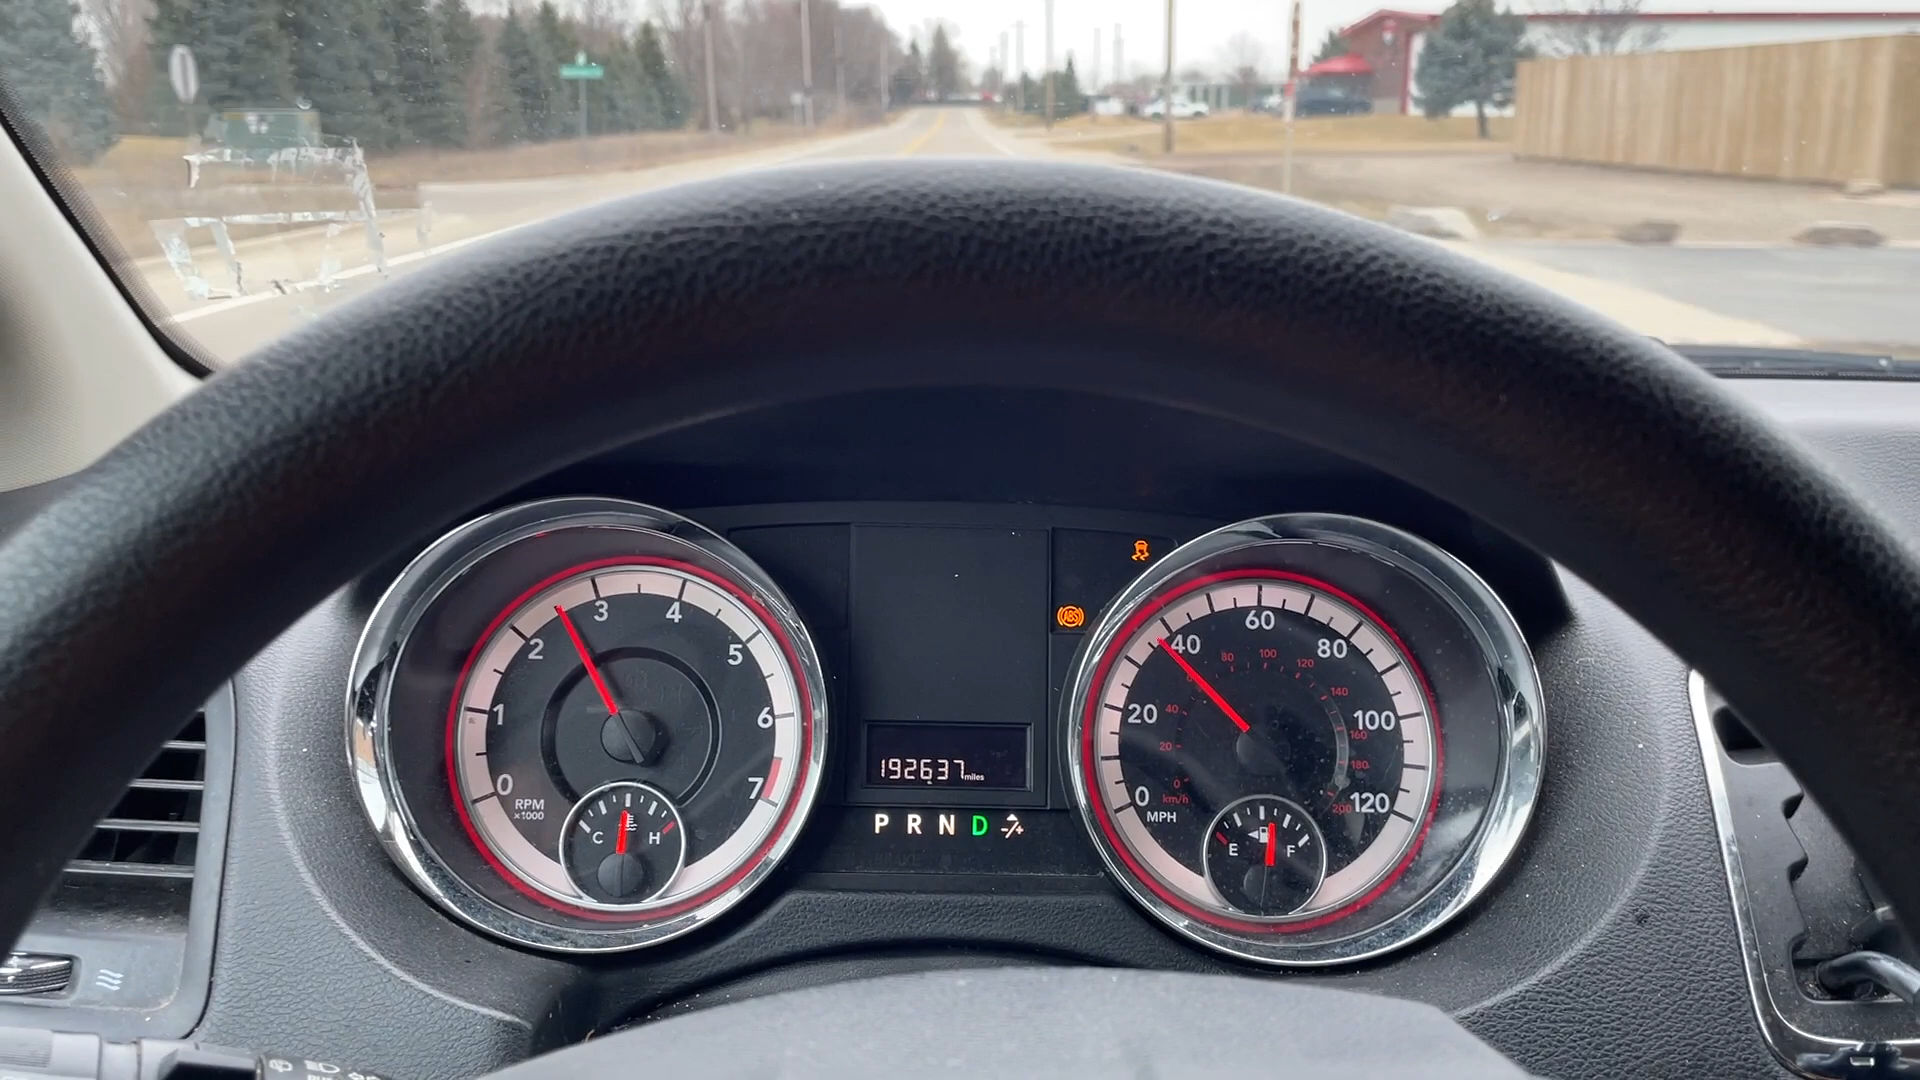 0 1 2 3 4 5 6 7
RPM
x1000
C H
ABS
192637 miles
P R N D -/+
0 20 40 60 80 100 120
MPH
0 20 40 60 80 100 120 140 160 180 200
km/h
E F